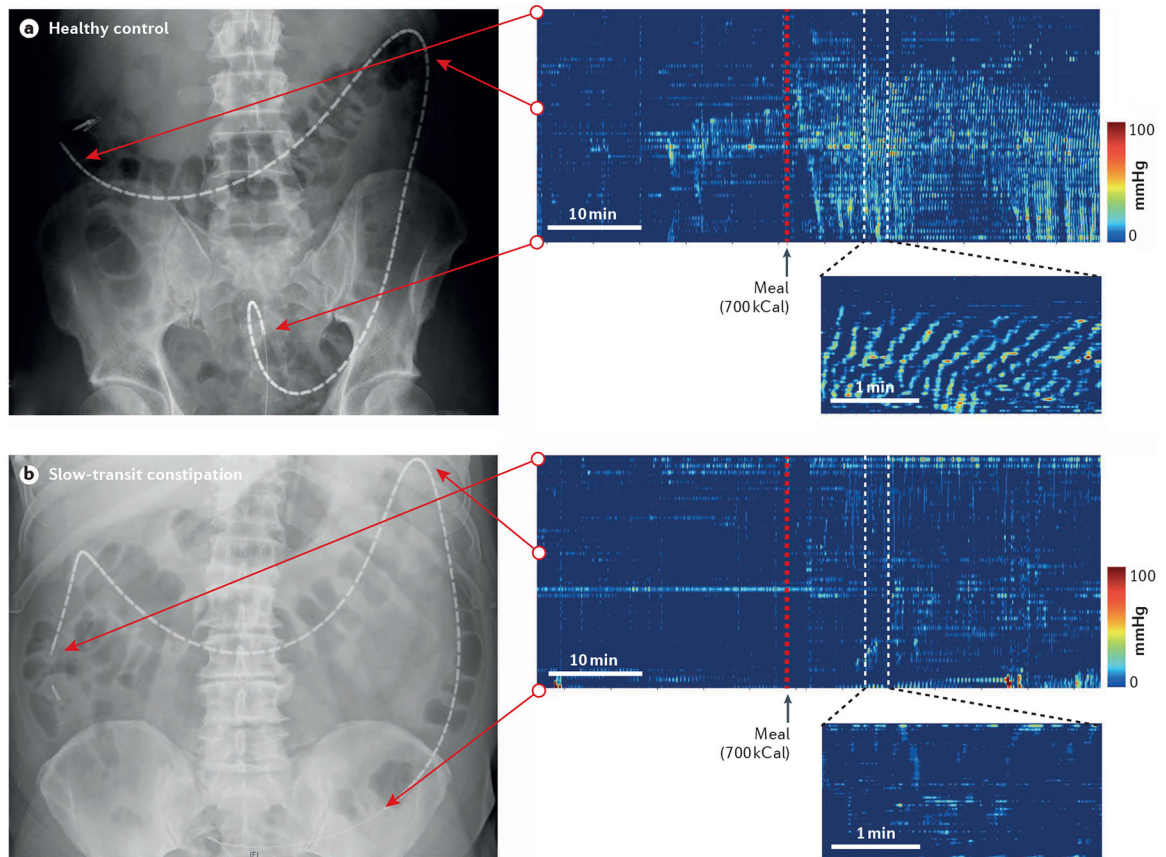 a Healthy control
10 min
Meal
(700 kCal)
100
mmHg
0
1 min
b Slow-transit constipation
10 min
Meal
(700 kCal)
100
mmHg
0
1 min